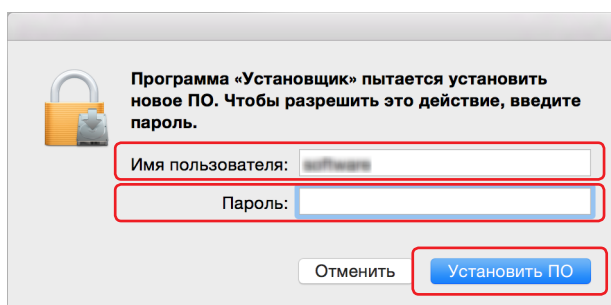 Программа «Установщик» пытается установить
новое ПО. Чтобы разрешить это действие, введите
пароль.
Имя пользователя:
Пароль:
Отменить
Установить ПО